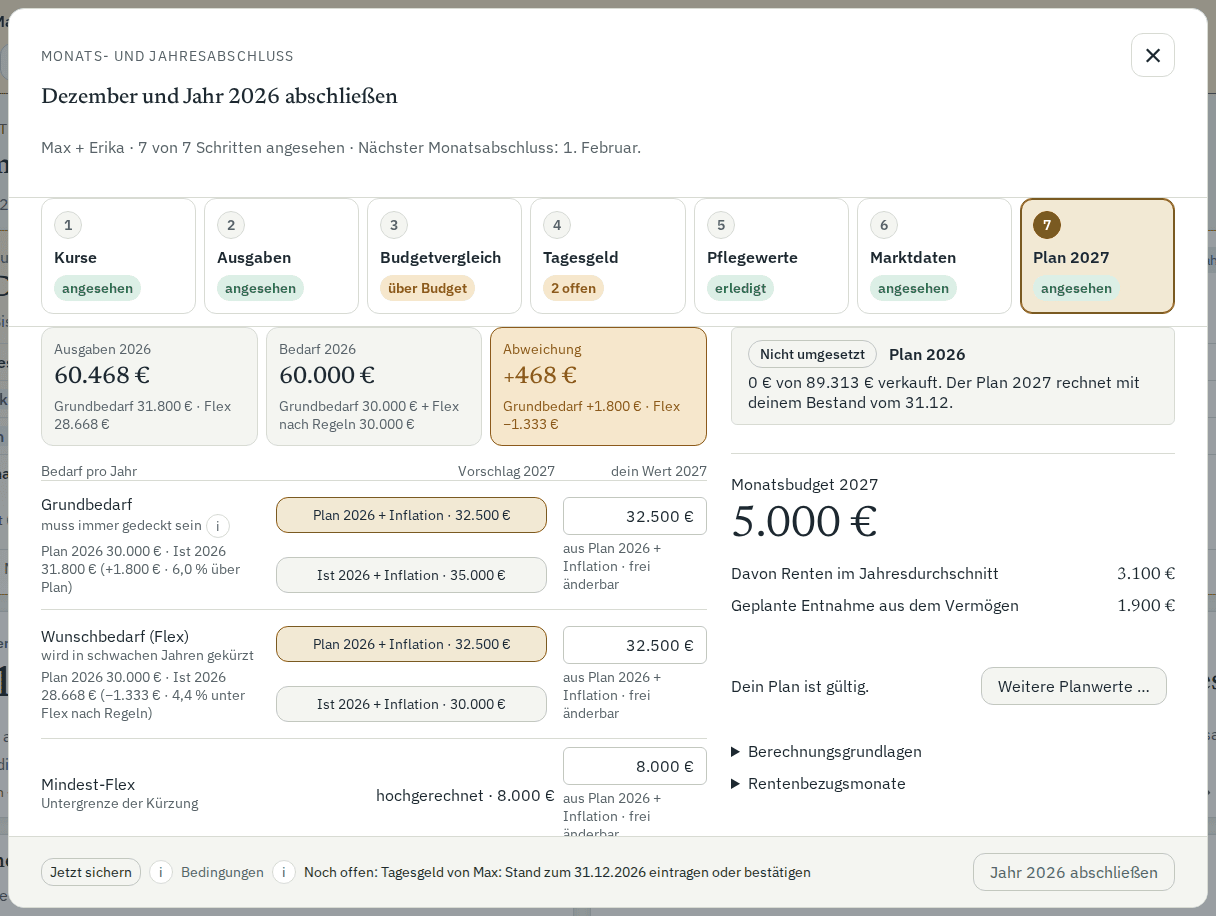 MONATS- UND JAHRESABSCHLUSS
Dezember und Jahr 2026 abschließen
Max + Erika · 7 von 7 Schritten angesehen · Nächster Monatsabschluss: 1. Februar.
1
Kurse
angesehen
2
Ausgaben
angesehen
3
Budgetvergleich
über Budget
4
Tagesgeld
2 offen
5
Pflegewerte
erledigt
6
Marktdaten
angesehen
7
Plan 2027
angesehen
Ausgaben 2026
60.468 €
Grundbedarf 31.800 € · Flex
28.668 €
Bedarf 2026
60.000 €
Grundbedarf 30.000 € + Flex
nach Regeln 30.000 €
Abweichung
+468 €
Grundbedarf +1.800 € · Flex
−1.333 €
Bedarf pro Jahr
Vorschlag 2027
dein Wert 2027
Grundbedarf
muss immer gedeckt sein i
Plan 2026 30.000 € · Ist 2026
31.800 € (+1.800 € · 6,0 % über
Plan)
Plan 2026 + Inflation · 32.500 €
Ist 2026 + Inflation · 35.000 €
32.500 €
aus Plan 2026 +
Inflation · frei
änderbar
Wunschbedarf (Flex)
wird in schwachen Jahren gekürzt
Plan 2026 30.000 € · Ist 2026
28.668 € (−1.333 € · 4,4 % unter
Flex nach Regeln)
Plan 2026 + Inflation · 32.500 €
Ist 2026 + Inflation · 30.000 €
32.500 €
aus Plan 2026 +
Inflation · frei
änderbar
Mindest-Flex
Untergrenze der Kürzung
hochgerechnet · 8.000 €
8.000 €
aus Plan 2026 +
Inflation · frei
änderbar
Nicht umgesetzt Plan 2026
0 € von 89.313 € verkauft. Der Plan 2027 rechnet mit
deinem Bestand vom 31.12.
Monatsbudget 2027
5.000 €
Davon Renten im Jahresdurchschnitt 3.100 €
Geplante Entnahme aus dem Vermögen 1.900 €
Dein Plan ist gültig.
Weitere Planwerte …
Berechnungsgrundlagen
Rentenbezugsmonate
Jetzt sichern i Bedingungen i Noch offen: Tagesgeld von Max: Stand zum 31.12.2026 eintragen oder bestätigen
Jahr 2026 abschließen